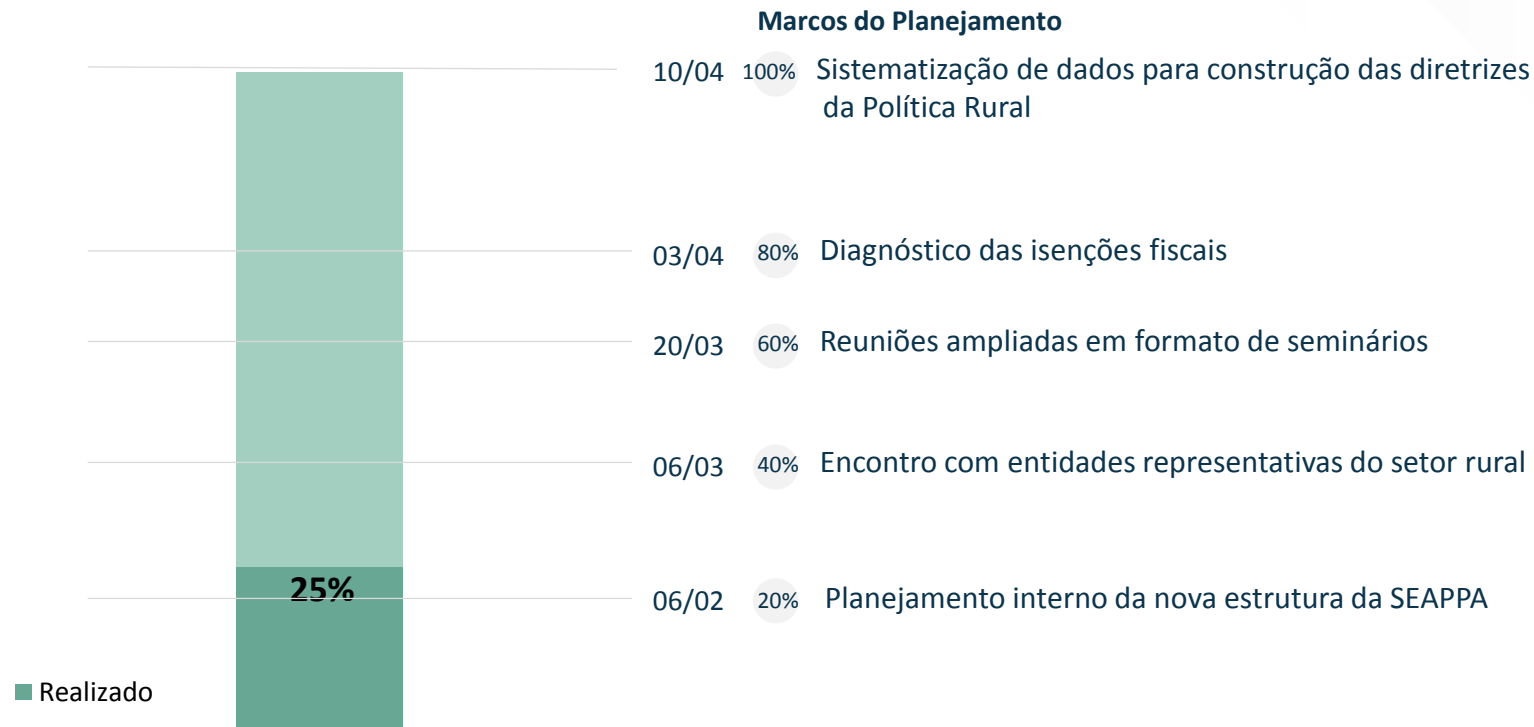 Marcos do Planejamento
10/04 100% Sistematização de dados para construção das diretrizes
da Política Rural
03/04 80% Diagnóstico das isenções fiscais
20/03 60% Reuniões ampliadas em formato de seminários
06/03 40% Encontro com entidades representativas do setor rural
25%
06/02 20% Planejamento interno da nova estrutura da SEAPPA
Realizado